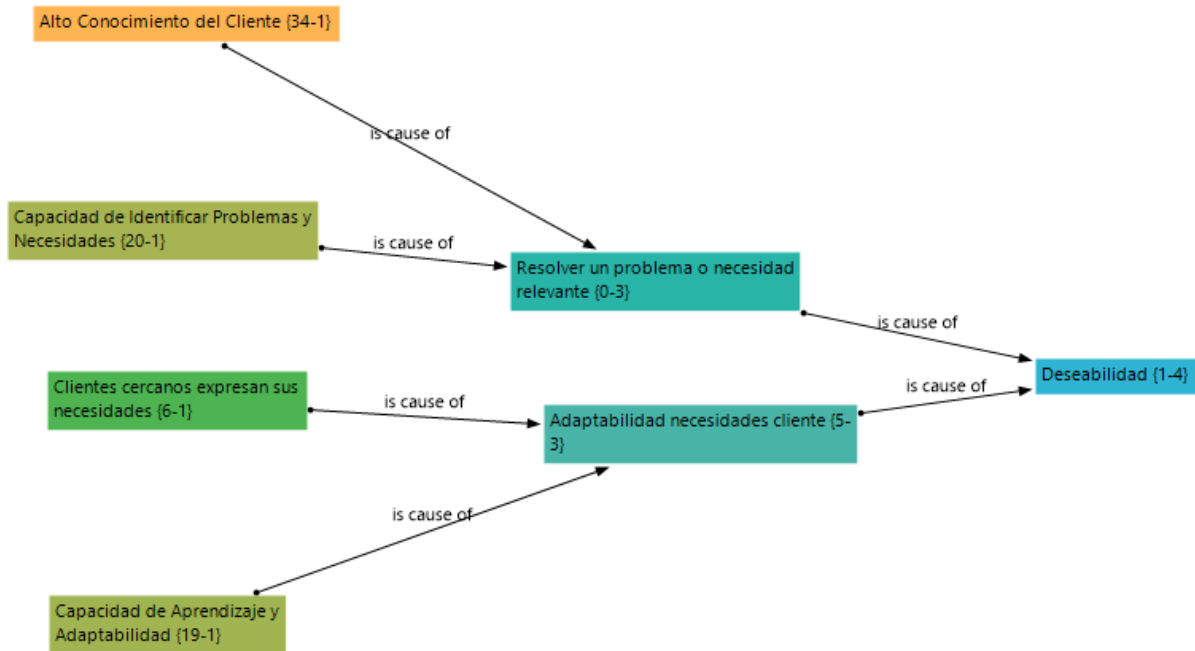 Alto Conocimiento del Cliente {34-1}
is cause of
Capacidad de Identificar Problemas y
Necesidades {20-1}
is cause of
Resolver un problema o necesidad
relevante {0-3}
is cause of
Deseabilidad {1-4}
is cause of
Clientes cercanos expresan sus
necesidades {6-1}
is cause of
Adaptabilidad necesidades cliente {5-
3}
is cause of
Capacidad de Aprendizaje y
Adaptabilidad {19-1}